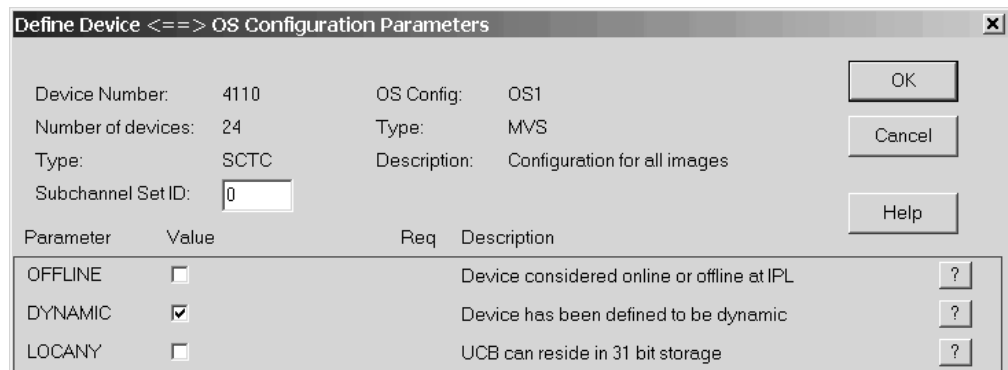 Define Device <==> OS Configuration Parameters
Device Number: 4110 OS Config: OS1 OK
Number of devices: 24 Type: MVS Cancel
Type: SCTC Description: Configuration for all images
Subchannel Set ID: 0 Help
Parameter Value Req Description
OFFLINE Device considered online or offline at IPL ?
DYNAMIC Device has been defined to be dynamic ?
LOCANY UCB can reside in 31 bit storage ?